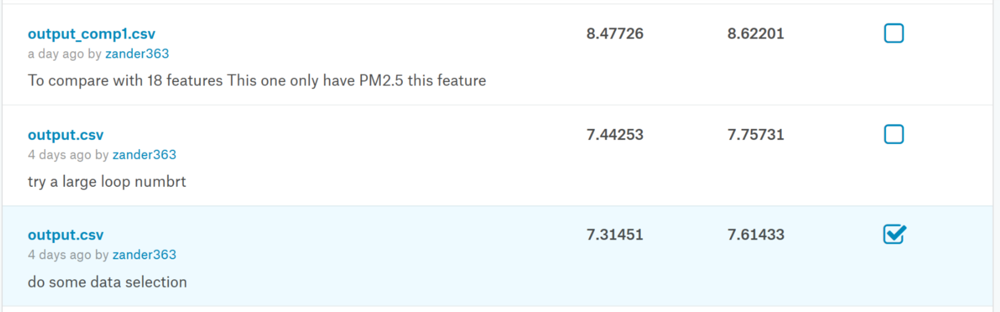 output_comp1.csv 8.47726 8.62201
a day ago by zander363
To compare with 18 features This one only have PM2.5 this feature
output.csv 7.44253 7.75731
4 days ago by zander363
try a large loop numbrt
output.csv 7.31451 7.61433
4 days ago by zander363
do some data selection